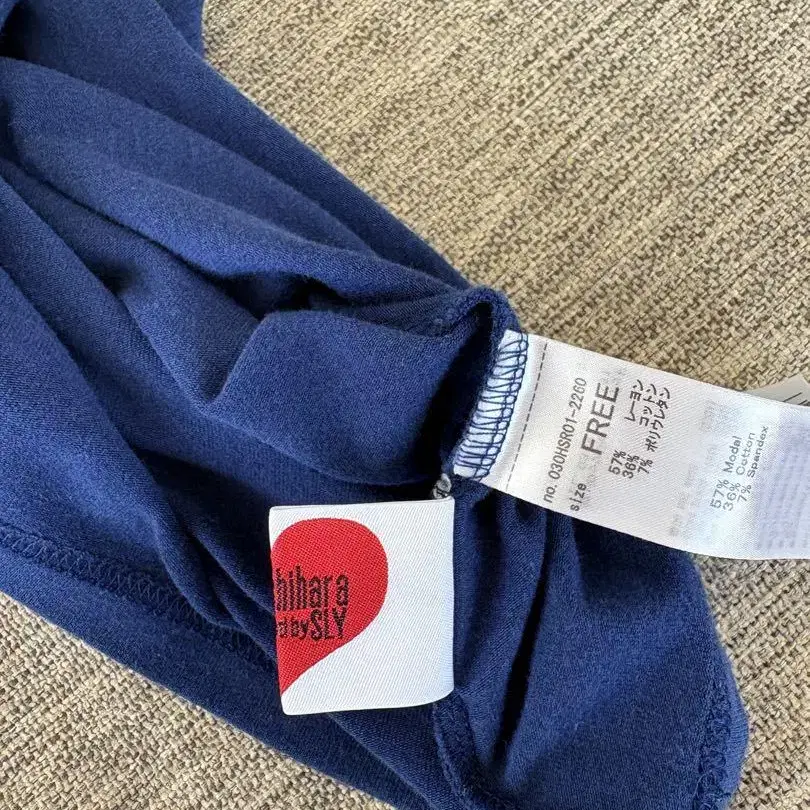 no. 030HSR01-2260
size FREE
57% レーヨン
36% コットン
7% ポリウレタン
57% Modal
36% Cotton
7% Spandex
hihara
ed by SLY